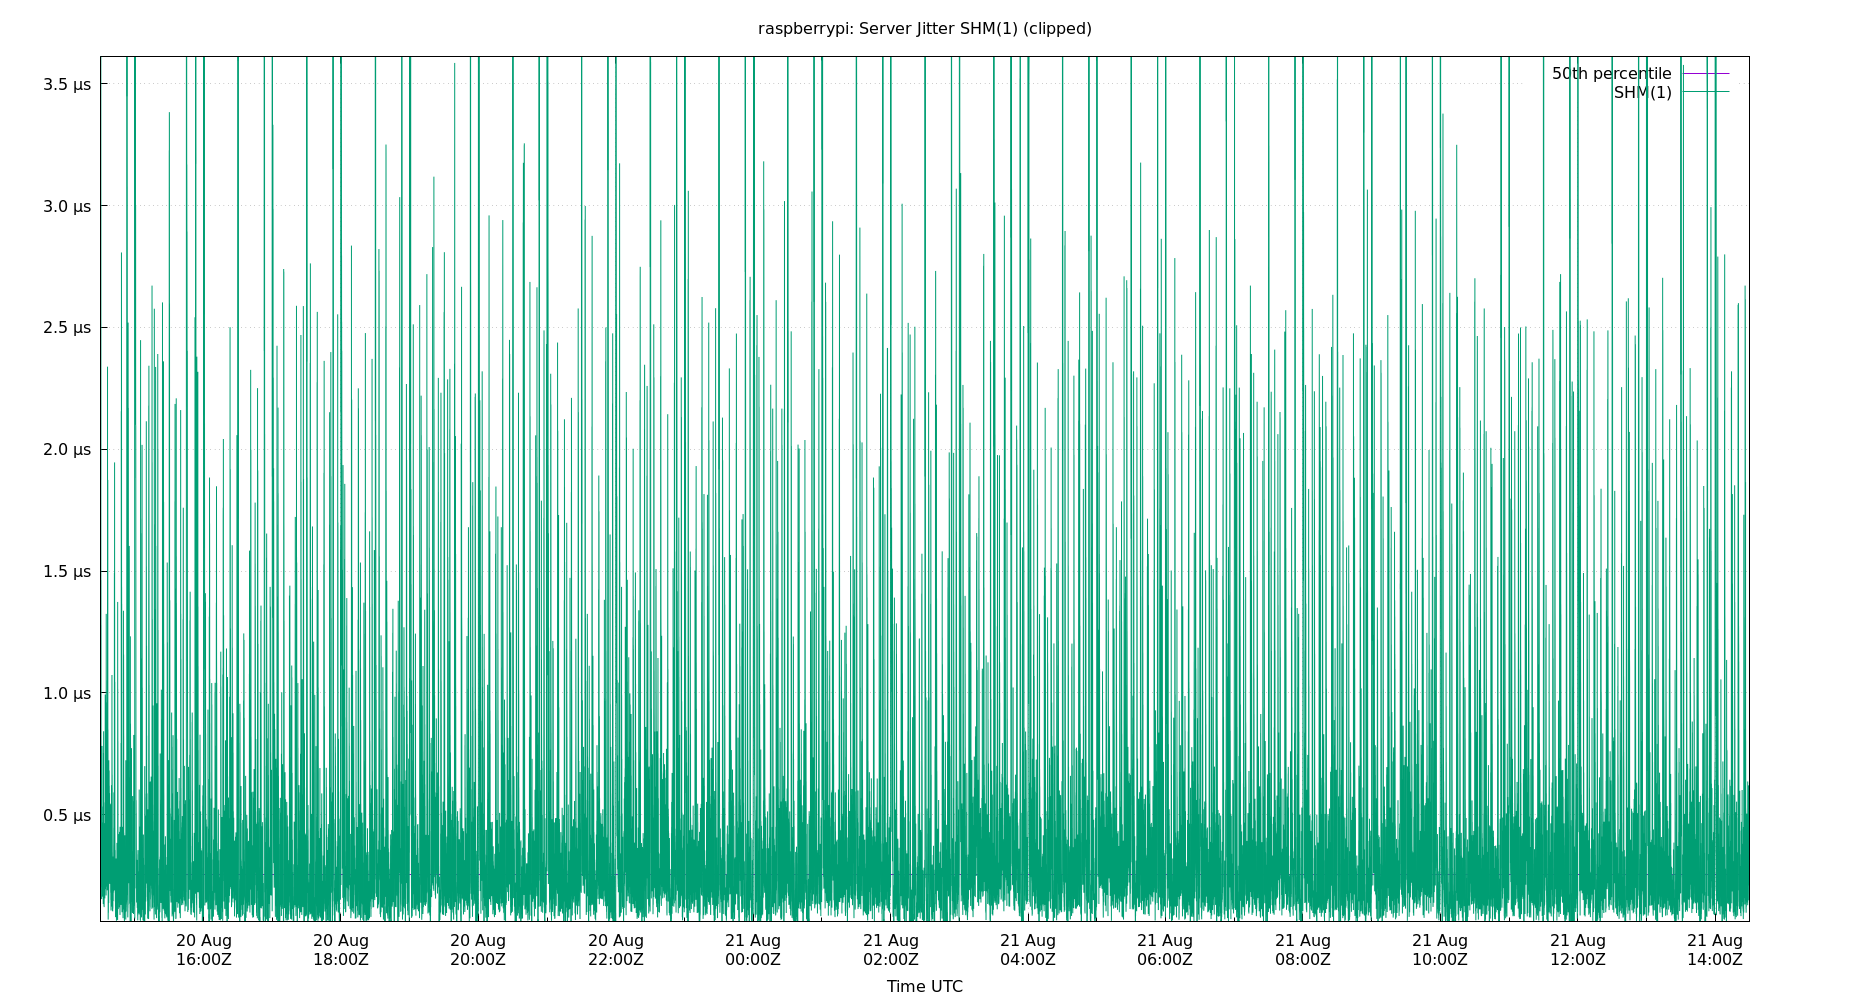 raspberrypi: Server Jitter SHM(1) (clipped)
50th percentile
SHM(1)
3.5 µs
3.0 µs
2.5 µs
2.0 µs
1.5 µs
1.0 µs
0.5 µs
20 Aug 20 Aug 20 Aug 20 Aug 21 Aug 21 Aug 21 Aug 21 Aug 21 Aug 21 Aug 21 Aug 21 Aug
16:00Z 18:00Z 20:00Z 22:00Z 00:00Z 02:00Z 04:00Z 06:00Z 08:00Z 10:00Z 12:00Z 14:00Z
Time UTC